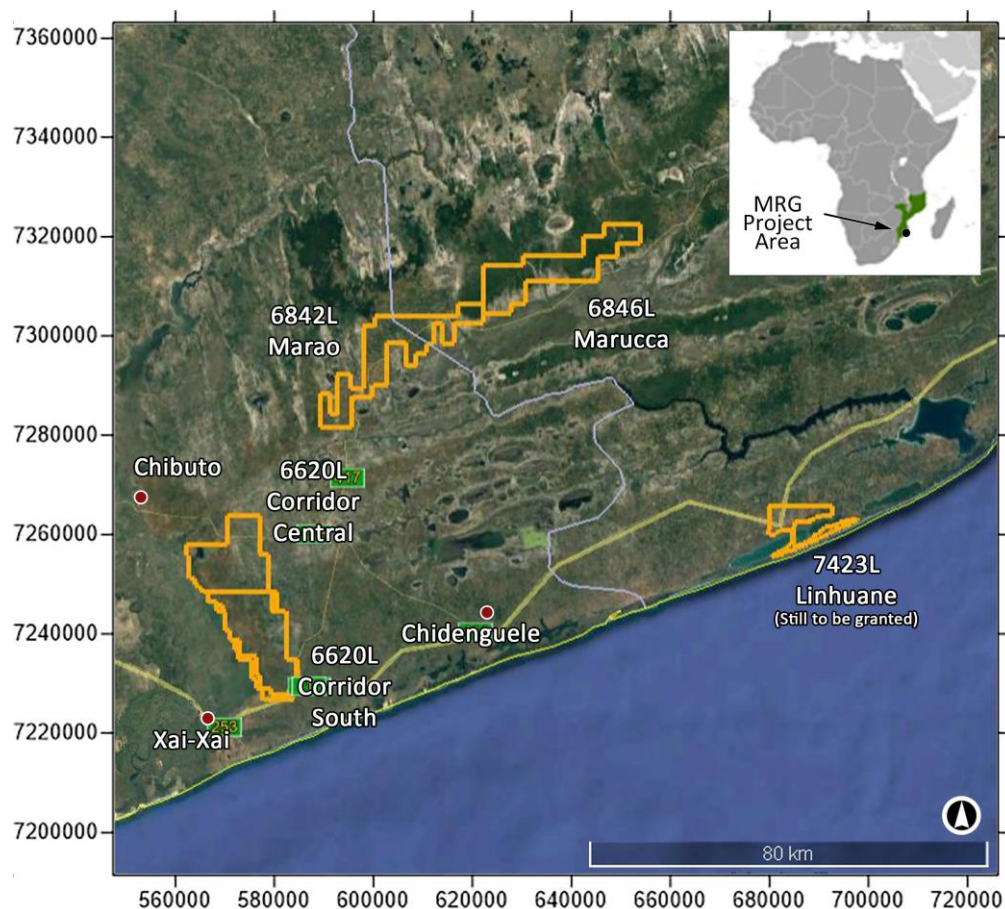 7360000
7340000
7320000
7300000
7280000
7260000
7240000
7220000
7200000
MRG
Project
Area
6842L
Marao
6846L
Marucca
Chibuto
6620L
Corridor
Central
7423L
Linhuane
(Still to be granted)
Chidenguele
6620L
Corridor
South
Xai-Xai
253
80 km
560000 580000 600000 620000 640000 660000 680000 700000 720000